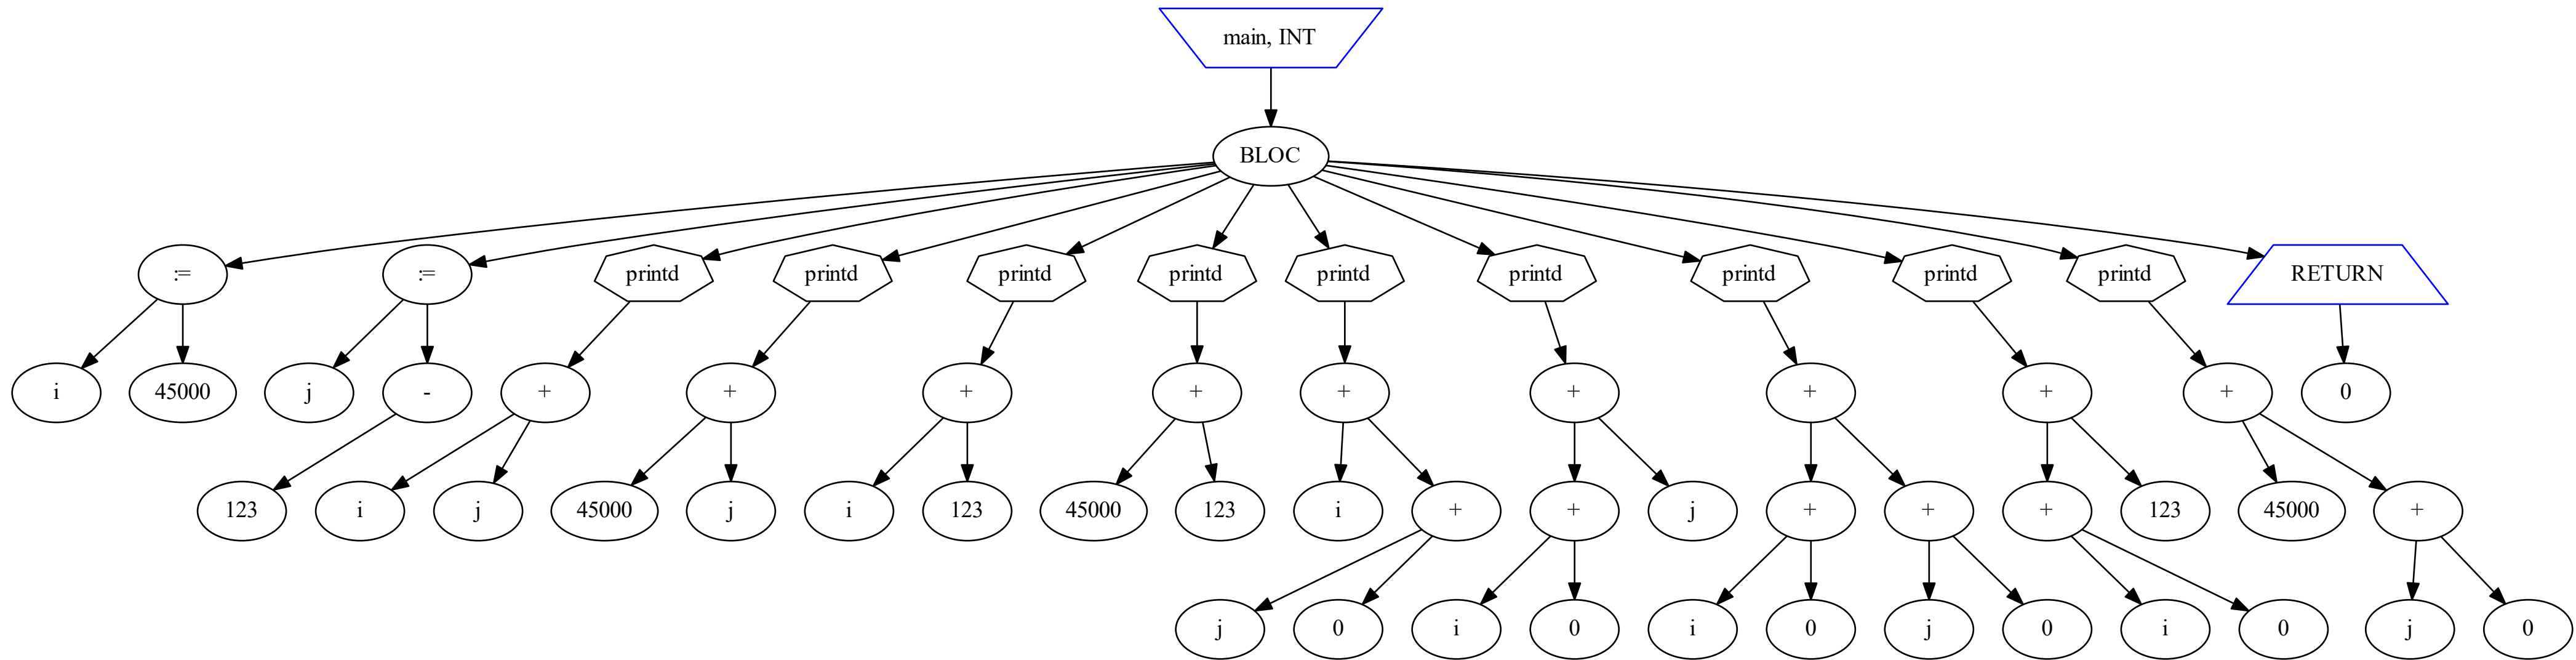 main, INT
BLOC
:= := printd printd printd printd printd printd printd printd printd RETURN
i 45000 j - + + + + + + + + + 0
123 i j 45000 j i 123 45000 123 i + + j + + + 123 45000 +
j 0 i 0 i 0 j 0 i 0 j 0